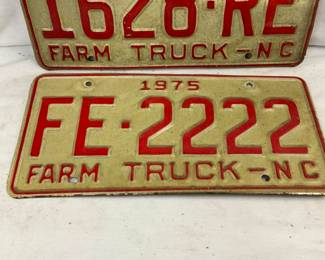 1628·RE
FARM TRUCK–NC
1975
FE·2222
FARM TRUCK–NC